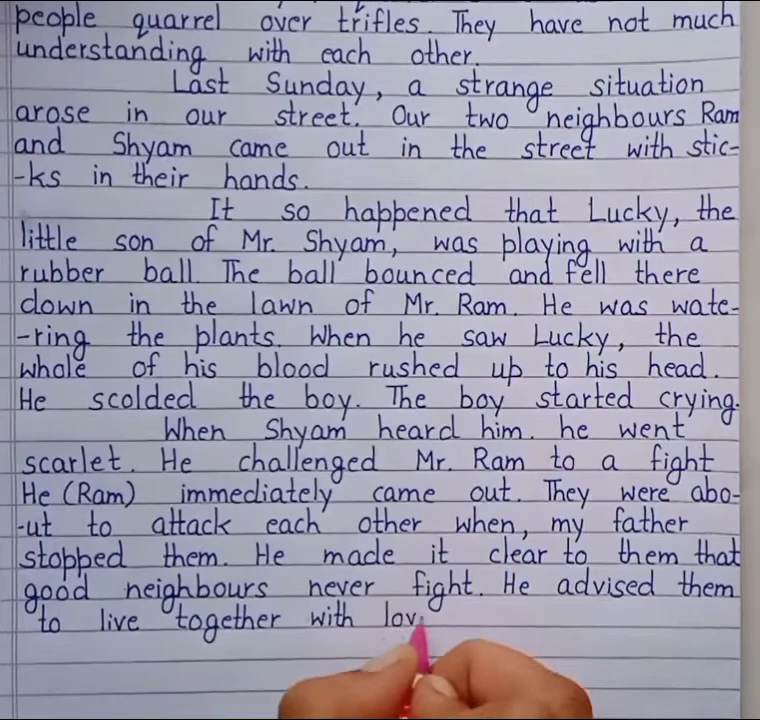 people quarrel over trifles. They have not much
understanding with each other.
Last Sunday, a strange situation
arose in our street. Our two neighbours Ram
and Shyam came out in the street with stic-
-ks in their hands.
It so happened that Lucky, the
little son of Mr. Shyam, was playing with a
rubber ball. The ball bounced and fell there
down in the lawn of Mr. Ram. He was wate-
-ring the plants. When he saw Lucky, the
whole of his blood rushed up to his head.
He scolded the boy. The boy started crying.
When Shyam heard him. he went
scarlet. He challenged Mr. Ram to a fight
He (Ram) immediately came out. They were abo-
-ut to attack each other when, my father
stopped them. He made it clear to them that
good neighbours never fight. He advised them
to live together with lov